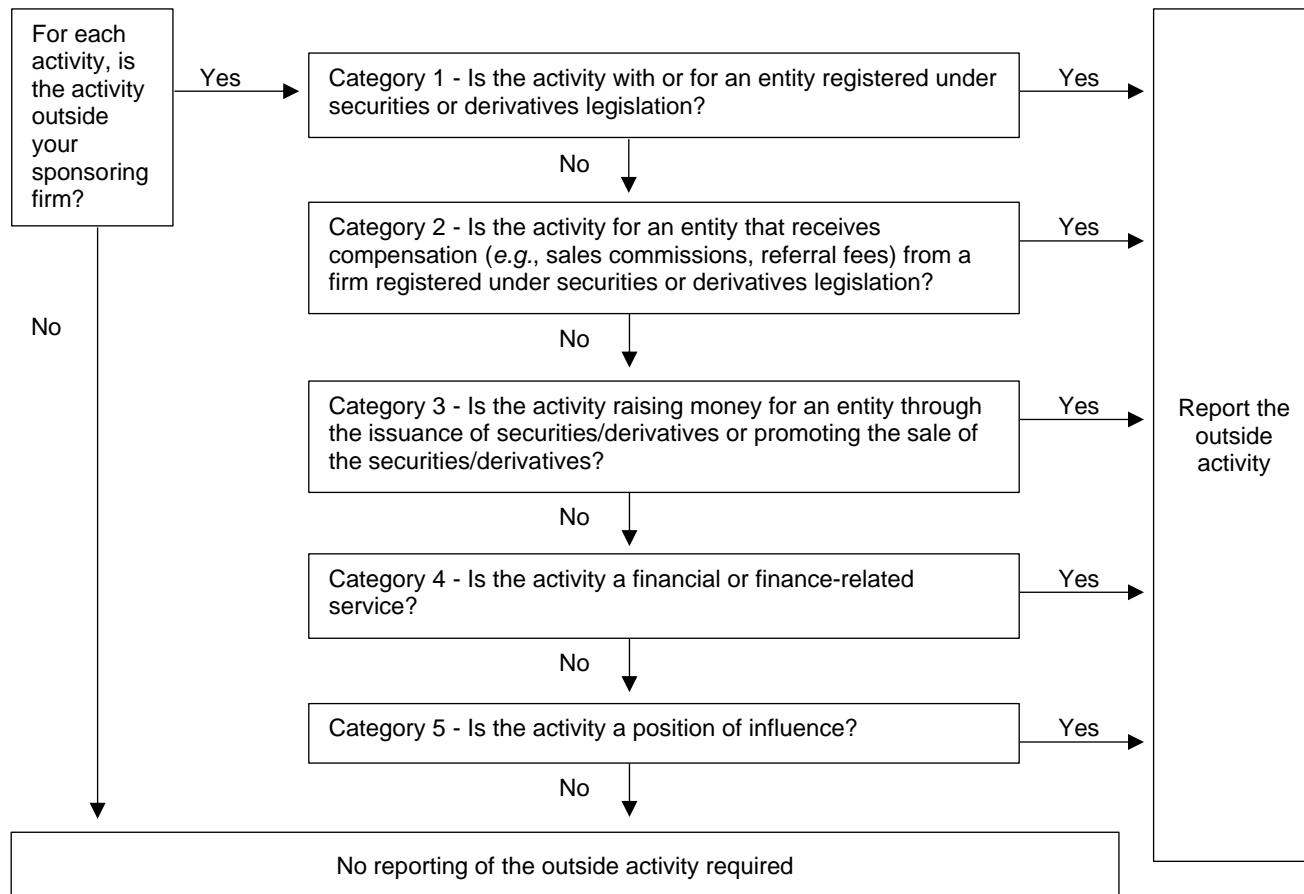 For each
activity, is
the activity
outside
your
sponsoring
firm?
Yes
Category 1 - Is the activity with or for an entity registered under
securities or derivatives legislation?
Yes
No
Category 2 - Is the activity for an entity that receives
compensation (e.g., sales commissions, referral fees) from a
firm registered under securities or derivatives legislation?
Yes
No
No
Category 3 - Is the activity raising money for an entity through
the issuance of securities/derivatives or promoting the sale of
the securities/derivatives?
Yes
Report the
outside
activity
No
Category 4 - Is the activity a financial or finance-related
service?
Yes
No
Category 5 - Is the activity a position of influence?
Yes
No
No reporting of the outside activity required